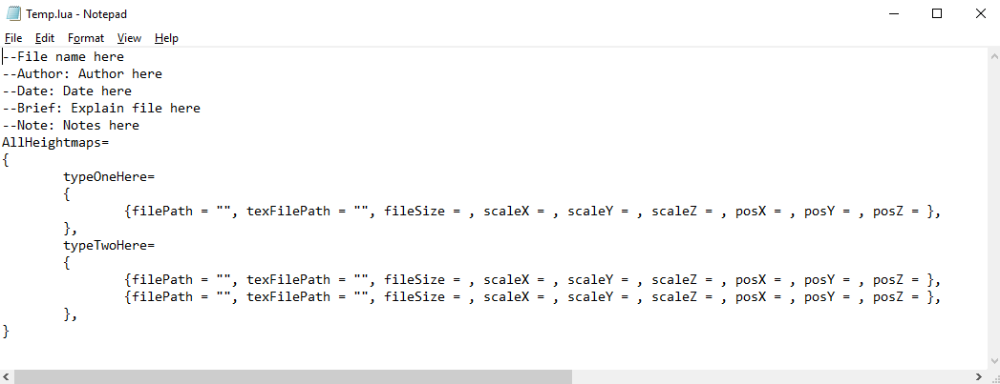 Temp.lua - Notepad
File Edit Format View Help
--File name here
--Author: Author here
--Date: Date here
--Brief: Explain file here
--Note: Notes here
AllHeightmaps=
{
        typeOneHere=
        {
                {filePath = "", texFilePath = "", fileSize = , scaleX = , scaleY = , scaleZ = , posX = , posY = , posZ = },
        },
        typeTwoHere=
        {
                {filePath = "", texFilePath = "", fileSize = , scaleX = , scaleY = , scaleZ = , posX = , posY = , posZ = },
                {filePath = "", texFilePath = "", fileSize = , scaleX = , scaleY = , scaleZ = , posX = , posY = , posZ = },
        },
}